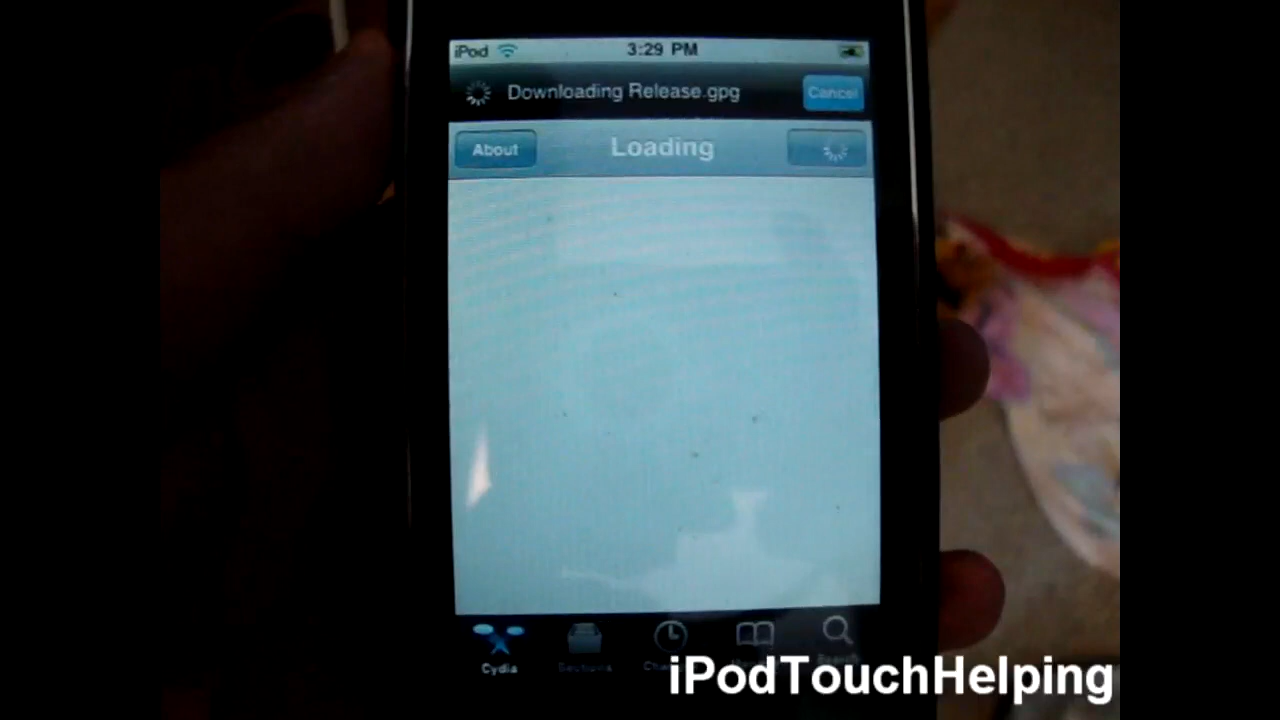 iPod 3:29 PM
Downloading Release.gpg Cancel
About Loading
Cydia Sections
iPodTouchHelping